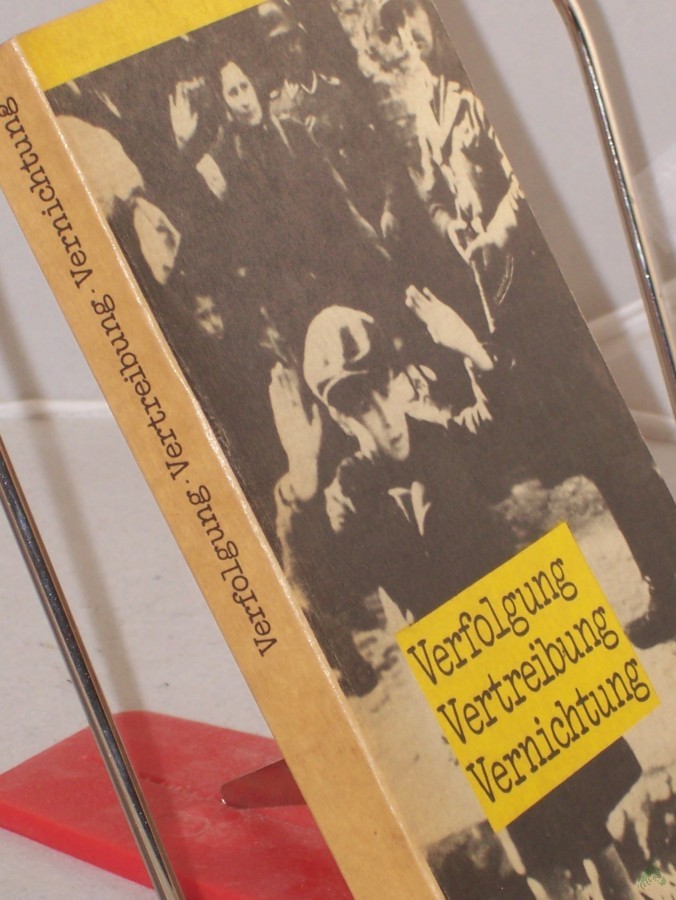 Verfolgung · Vertreibung · Vernichtung
Verfolgung
Vertreibung
Vernichtung